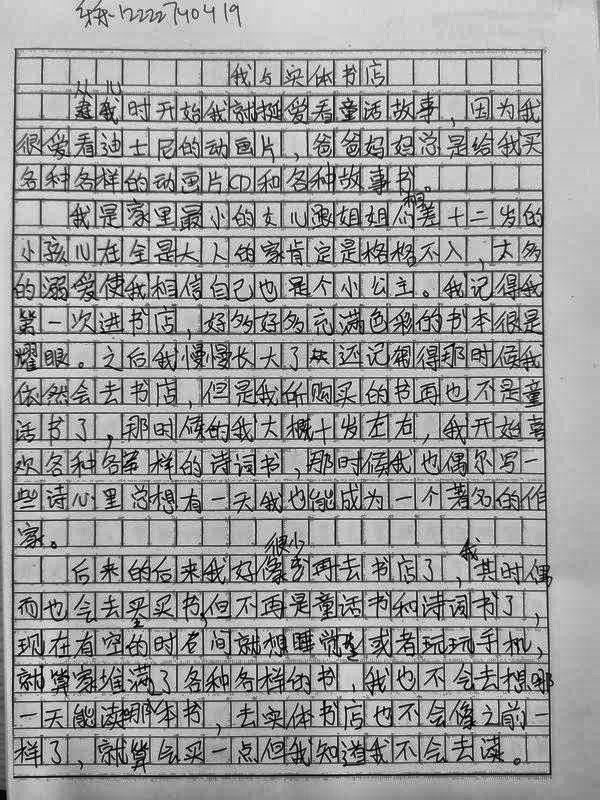 12222740419
我与实体书店
从儿时开始我就挺爱看童话故事，因为我
很爱看迪士尼的动画片，爸爸妈妈总是给我买
各种各样的动画片CD和各种故事书。
我是家里最小的女儿跟姐姐们相差十二岁的
小孩儿在全是大人的家肯定是格格不入，太多
的溺爱使我相信自己也是个小公主。我记得我
第一次进书店，好多好多充满色彩的书本很是
耀眼。之后我慢慢长大了还记得那时候我
依然会去书店，但是我所购买的书再也不是童
话书了，那时候的我大概十岁左右，我开始喜
欢各种各样的诗词书，那时候我也偶尔写一
些诗心里总想有一天我也能成为一个著名的作
家。
后来的后来我好像很少再去书店了，我其时偶
而也会去买书，但不再是童话书和诗词书了，
现在有空的时间就想睡觉或者玩玩手机，
就算家堆满了各种各样的书，我也不会去想哪
一天能读那本书，去实体书店也不会像之前一
样了，就算会买一点但我知道我不会去读。